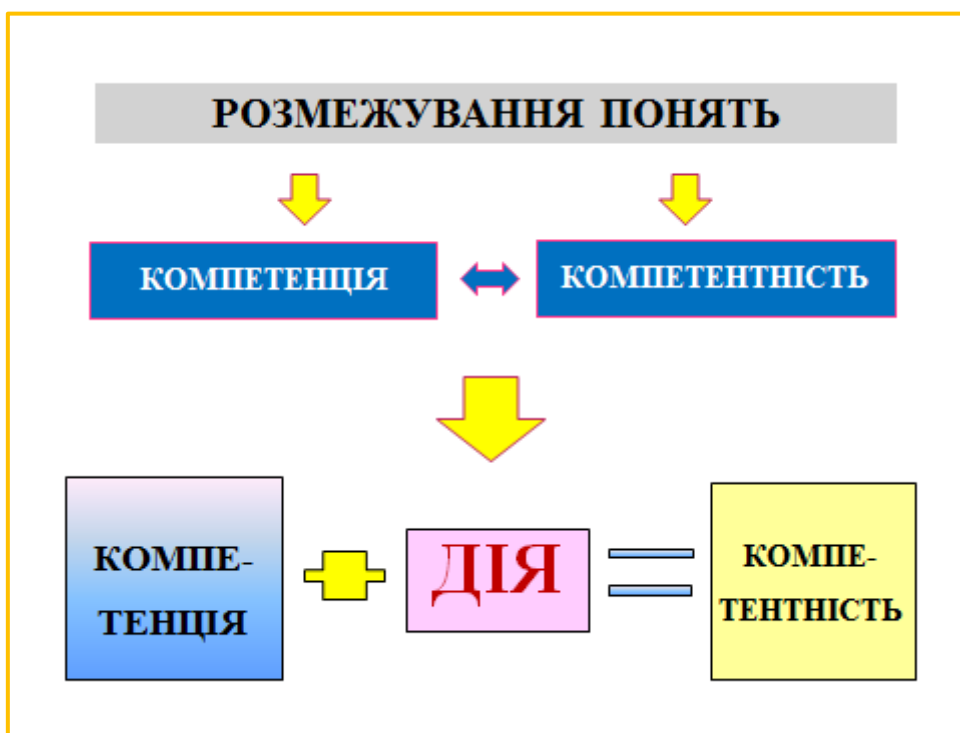 РОЗМЕЖУВАННЯ ПОНЯТЬ
КОМПЕТЕНЦІЯ
КОМПЕТЕНТНІСТЬ
КОМПЕ-
ТЕНЦІЯ
ДІЯ
КОМПЕ-
ТЕНТНІСТЬ